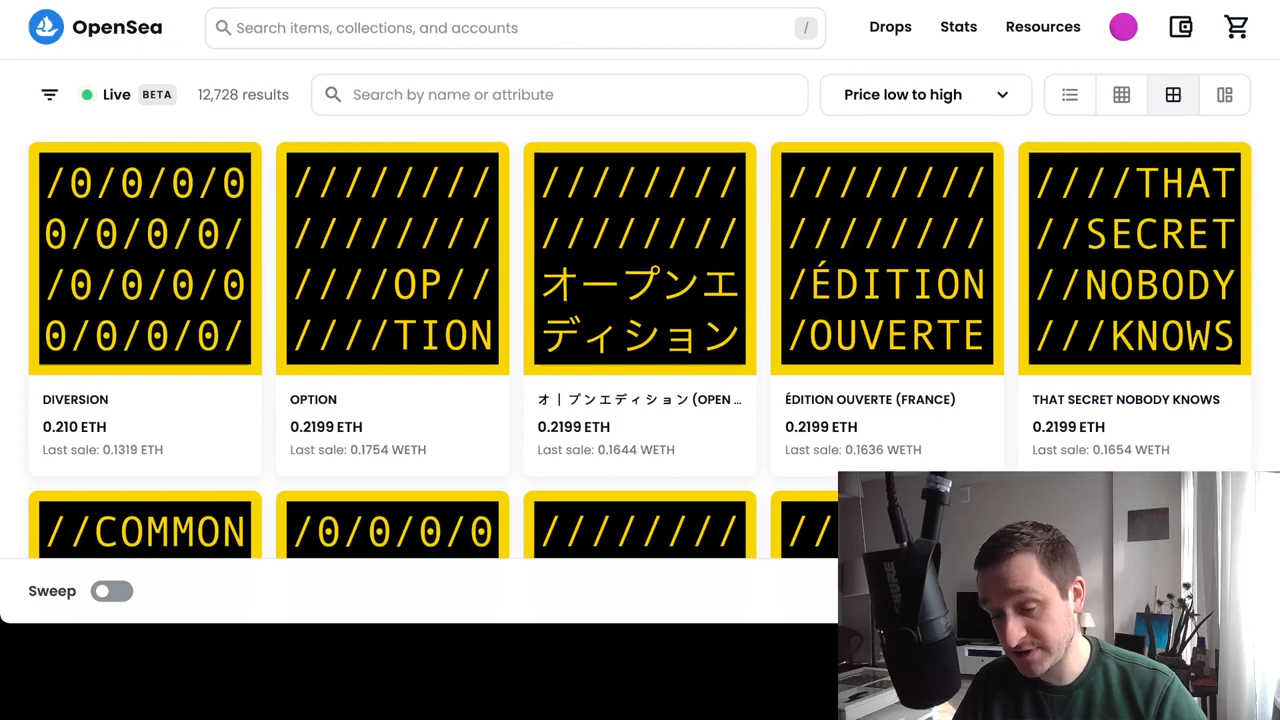 OpenSea
Search items, collections, and accounts
/
Drops
Stats
Resources
Live
BETA
12,728 results
Search by name or attribute
Price low to high
/0/0/0/0
0/0/0/0/
/0/0/0/0
0/0/0/0/
DIVERSION
0.210 ETH
Last sale: 0.1319 ETH
////////
////////
////OP//
////TION
OPTION
0.2199 ETH
Last sale: 0.1754 WETH
////////
////////
オープンエ
ディション
オ｜プンエディション (OPEN ...
0.2199 ETH
Last sale: 0.1644 WETH
////////
////////
/ÉDITION
/OUVERTE
ÉDITION OUVERTE (FRANCE)
0.2199 ETH
Last sale: 0.1636 WETH
////THAT
//SECRET
//NOBODY
///KNOWS
THAT SECRET NOBODY KNOWS
0.2199 ETH
Last sale: 0.1654 WETH
//COMMON
/0/0/0/0
////////
//
Sweep
SHURE